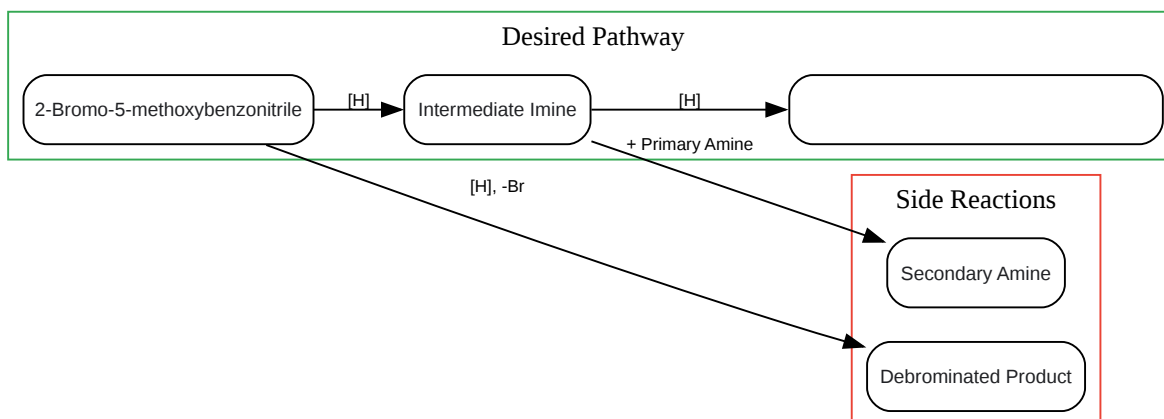 Desired Pathway
2-Bromo-5-methoxybenzonitrile
[H]
Intermediate Imine
[H]
+ Primary Amine
[H], -Br
Side Reactions
Secondary Amine
Debrominated Product